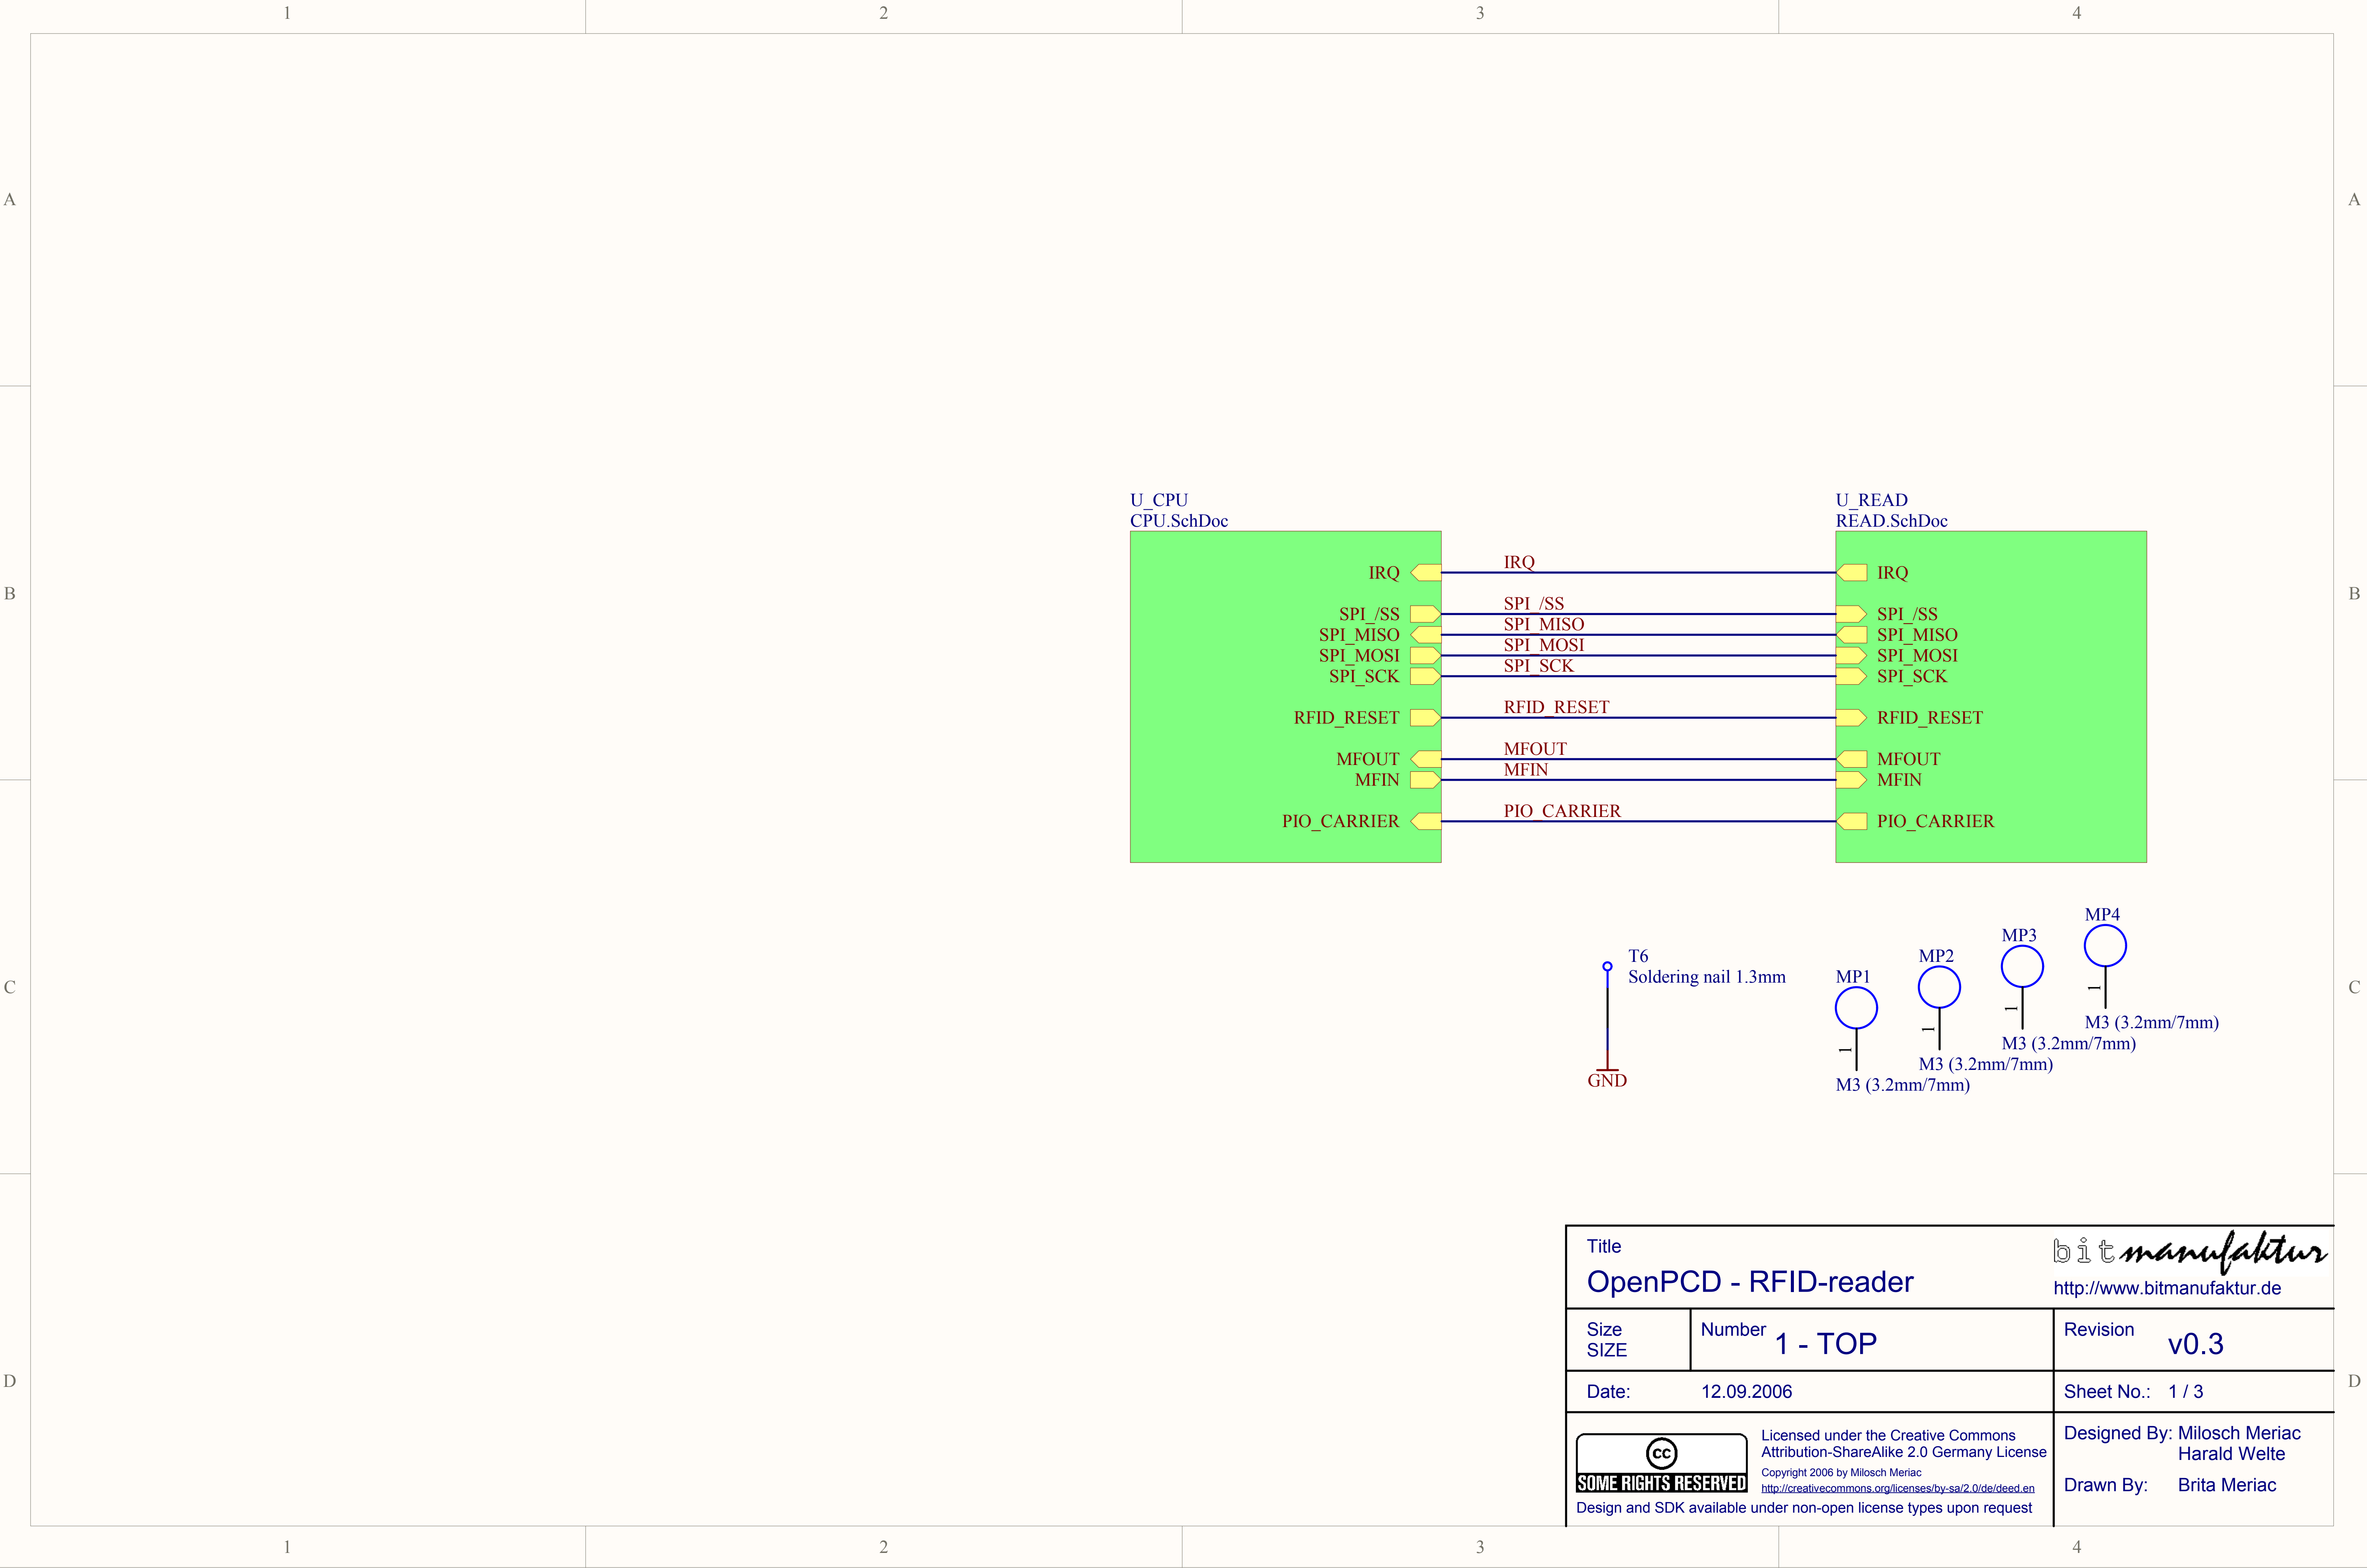 1 2 3 4
A A
B B
C C
D D
U_CPU
CPU.SchDoc
IRQ
SPI_/SS
SPI_MISO
SPI_MOSI
SPI_SCK
RFID_RESET
MFOUT
MFIN
PIO_CARRIER
IRQ
SPI_/SS
SPI_MISO
SPI_MOSI
SPI_SCK
RFID_RESET
MFOUT
MFIN
PIO_CARRIER
U_READ
READ.SchDoc
IRQ
SPI_/SS
SPI_MISO
SPI_MOSI
SPI_SCK
RFID_RESET
MFOUT
MFIN
PIO_CARRIER
T6
Soldering nail 1.3mm
GND
MP1
1
M3 (3.2mm/7mm)
MP2
1
M3 (3.2mm/7mm)
MP3
1
M3 (3.2mm/7mm)
MP4
1
M3 (3.2mm/7mm)
Title
OpenPCD - RFID-reader
bitmanufaktur
http://www.bitmanufaktur.de
Size
SIZE
Number 1 - TOP
Revision v0.3
Date: 12.09.2006
Sheet No.: 1 / 3
cc
SOME RIGHTS RESERVED
Licensed under the Creative Commons
Attribution-ShareAlike 2.0 Germany License
Copyright 2006 by Milosch Meriac
http://creativecommons.org/licenses/by-sa/2.0/de/deed.en
Design and SDK available under non-open license types upon request
Designed By: Milosch Meriac
Harald Welte
Drawn By: Brita Meriac
1 2 3 4